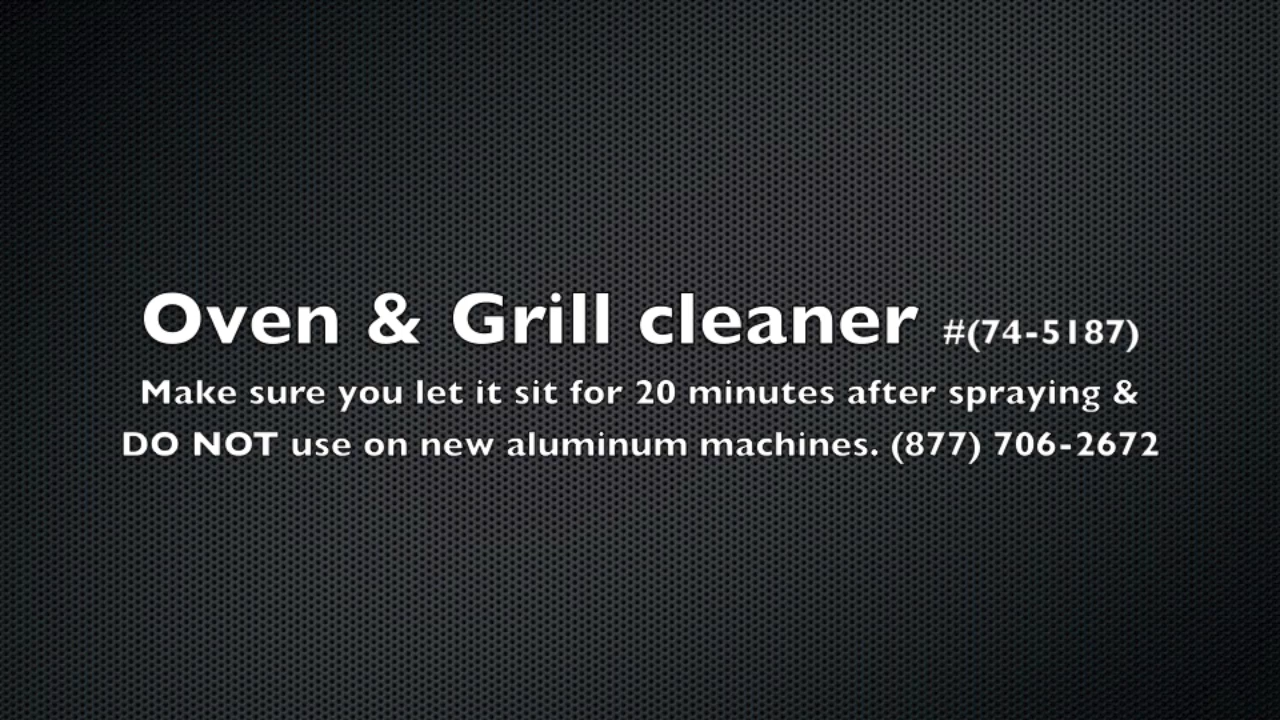 Oven & Grill cleaner #(74-5187)
Make sure you let it sit for 20 minutes after spraying &
DO NOT use on new aluminum machines. (877) 706-2672